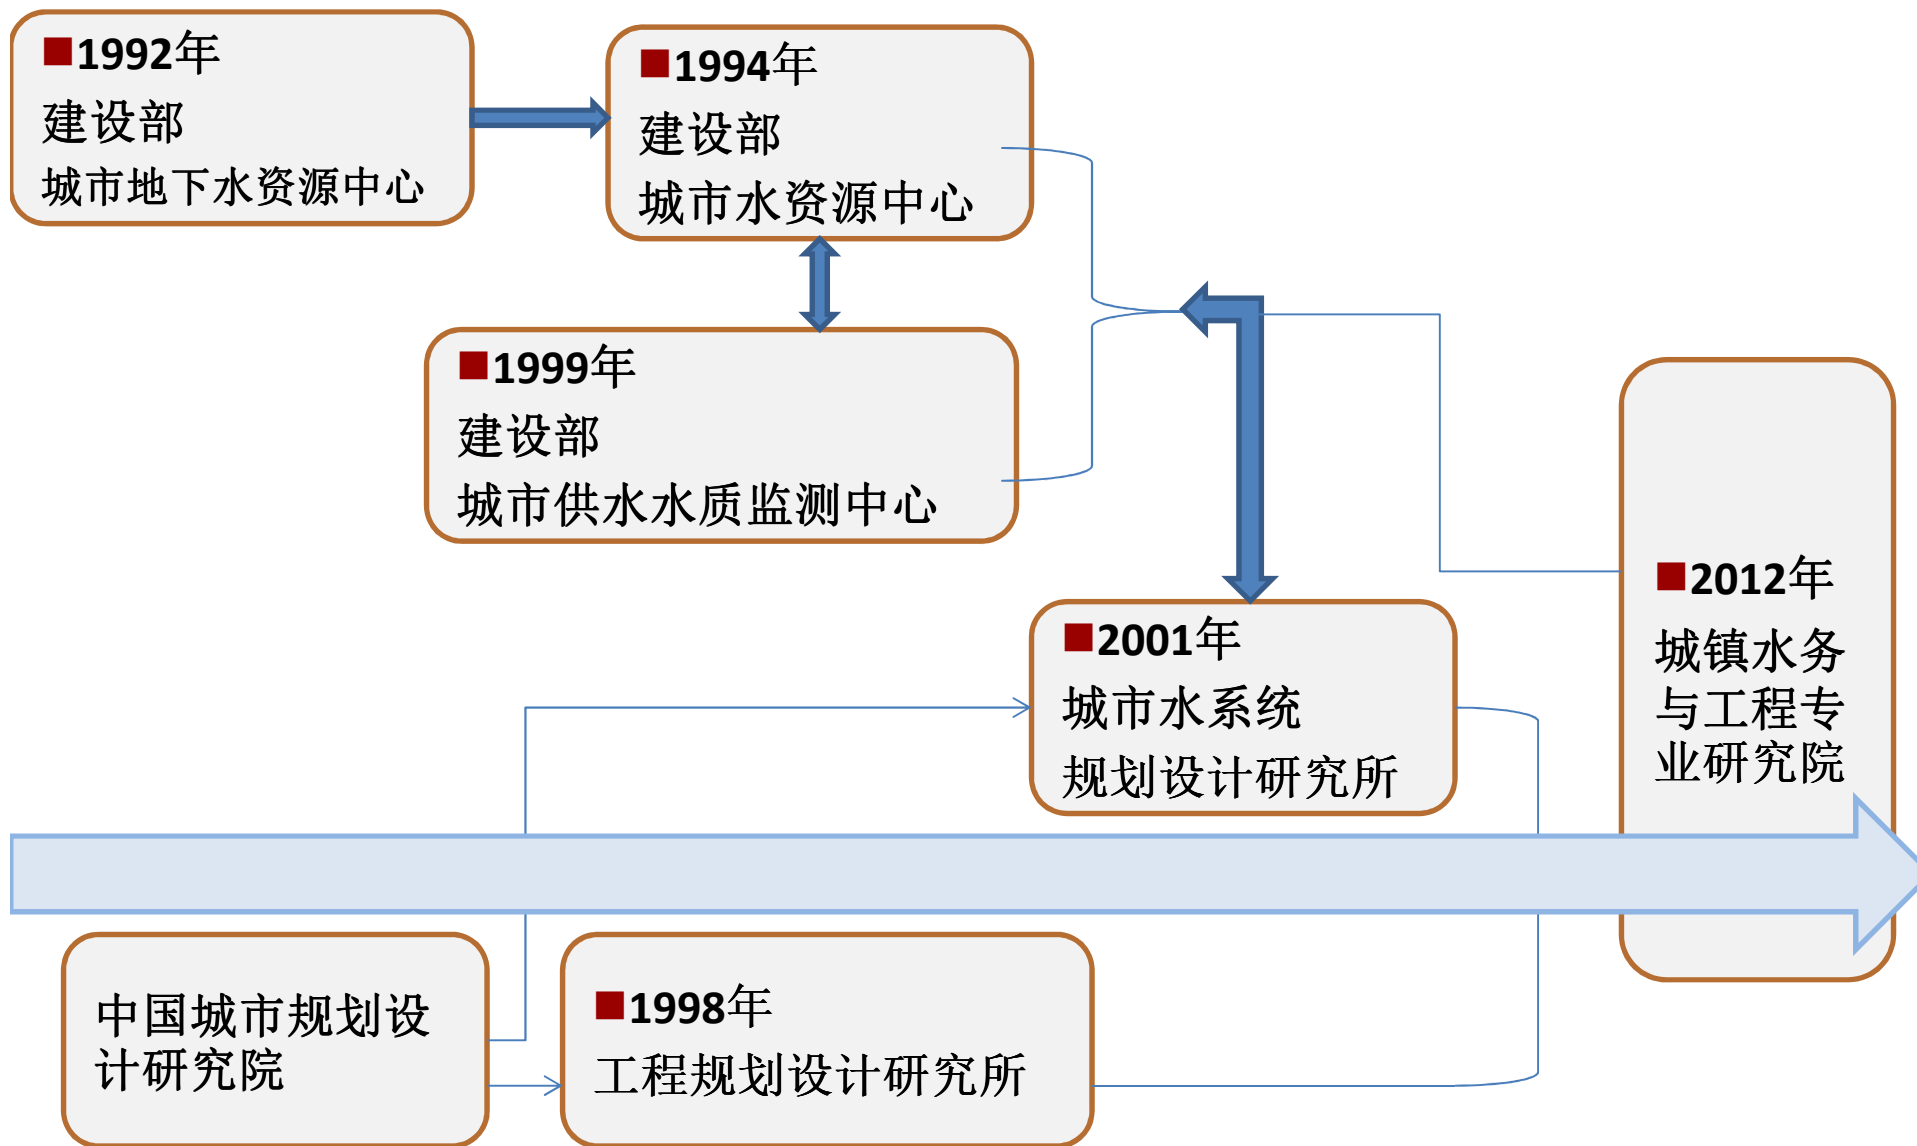 ■1992年
建设部
城市地下水资源中心
■1994年
建设部
城市水资源中心
■1999年
建设部
城市供水水质监测中心
■2001年
城市水系统
规划设计研究所
■2012年
城镇水务
与工程专
业研究院
中国城市规划设
计研究院
■1998年
工程规划设计研究所